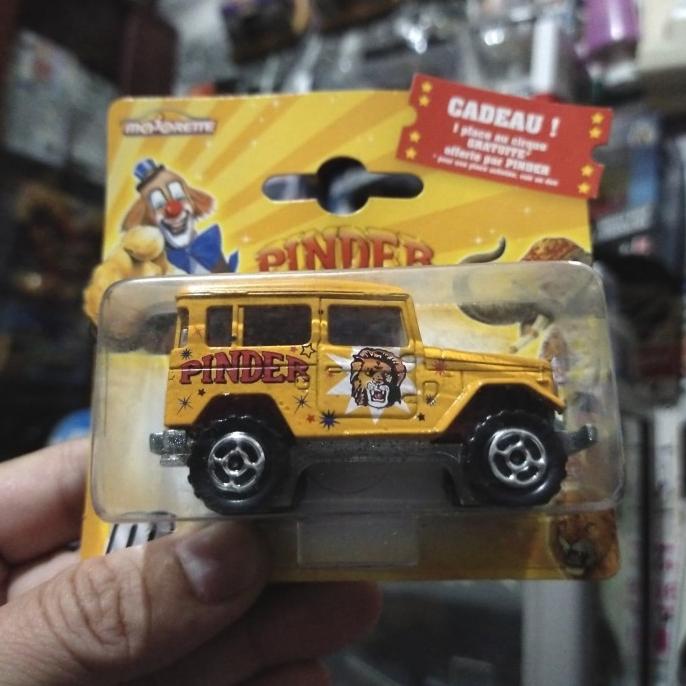 majorette
CADEAU !
1 place au cirque
GRATUITE*
offerte par PINDER
PINDER
PINDER